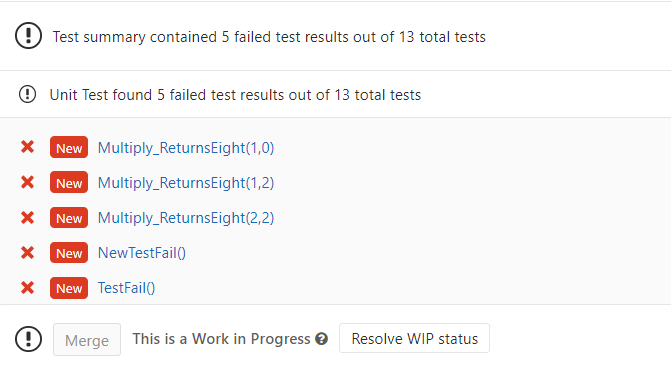 Test summary contained 5 failed test results out of 13 total tests
Unit Test found 5 failed test results out of 13 total tests
New Multiply_ReturnsEight(1,0)
New Multiply_ReturnsEight(1,2)
New Multiply_ReturnsEight(2,2)
New NewTestFail()
New TestFail()
Merge This is a Work in Progress Resolve WIP status